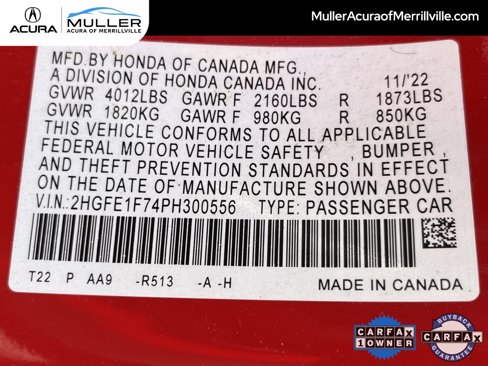 ACURA
MULLER
ACURA OF MERRILLVILLE
MullerAcuraofMerrillville.com
MFD.BY HONDA OF CANADA MFG.,
A DIVISION OF HONDA CANADA INC. 11/'22
GVWR 4012LBS GAWR F 2160LBS R 1873LBS
GVWR 1820KG GAWR F 980KG R 850KG
THIS VEHICLE CONFORMS TO ALL APPLICABLE
FEDERAL MOTOR VEHICLE SAFETY , BUMPER ,
AND THEFT PREVENTION STANDARDS IN EFFECT
ON THE DATE OF MANUFACTURE SHOWN ABOVE.
V.I.N.:2HGFE1F74PH300556 TYPE: PASSENGER CAR
T22 P AA9 -R513 -A -H MADE IN CANADA
CARFAX
1 OWNER
BUYBACK
CARFAX
GUARANTEE